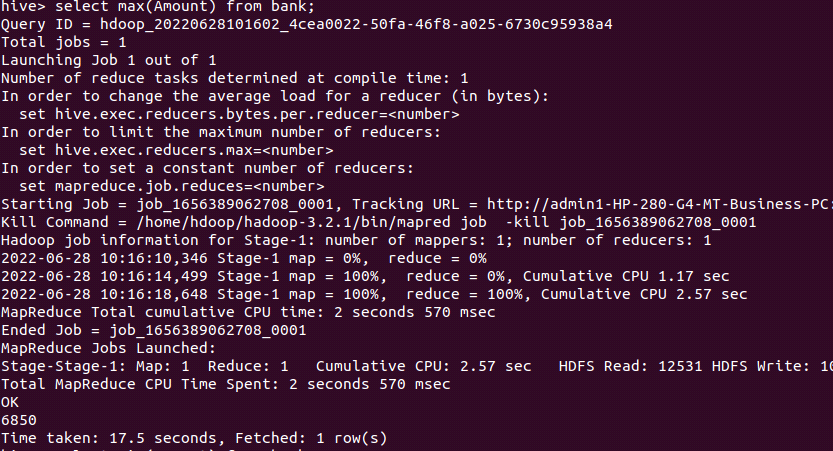 hive> select max(Amount) from bank;
Query ID = hdoop_20220628101602_4cea0022-50fa-46f8-a025-6730c95938a4
Total jobs = 1
Launching Job 1 out of 1
Number of reduce tasks determined at compile time: 1
In order to change the average load for a reducer (in bytes):
  set hive.exec.reducers.bytes.per.reducer=<number>
In order to limit the maximum number of reducers:
  set hive.exec.reducers.max=<number>
In order to set a constant number of reducers:
  set mapreduce.job.reduces=<number>
Starting Job = job_1656389062708_0001, Tracking URL = http://admin1-HP-280-G4-MT-Business-PC:
Kill Command = /home/hdoop/hadoop-3.2.1/bin/mapred job  -kill job_1656389062708_0001
Hadoop job information for Stage-1: number of mappers: 1; number of reducers: 1
2022-06-28 10:16:10,346 Stage-1 map = 0%,  reduce = 0%
2022-06-28 10:16:14,499 Stage-1 map = 100%,  reduce = 0%, Cumulative CPU 1.17 sec
2022-06-28 10:16:18,648 Stage-1 map = 100%,  reduce = 100%, Cumulative CPU 2.57 sec
MapReduce Total cumulative CPU time: 2 seconds 570 msec
Ended Job = job_1656389062708_0001
MapReduce Jobs Launched:
Stage-Stage-1: Map: 1  Reduce: 1   Cumulative CPU: 2.57 sec   HDFS Read: 12531 HDFS Write: 10
Total MapReduce CPU Time Spent: 2 seconds 570 msec
OK
6850
Time taken: 17.5 seconds, Fetched: 1 row(s)